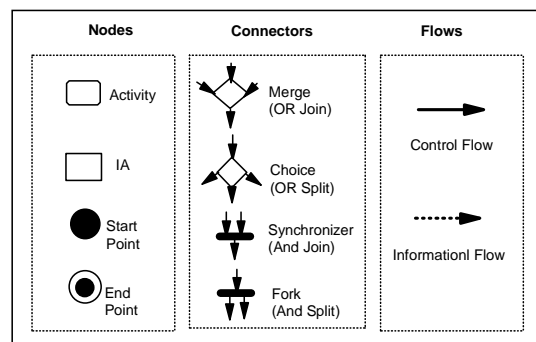 Nodes
Activity
IA
Start
Point
End
Point
Connectors
Merge
(OR Join)
Choice
(OR Split)
Synchronizer
(And Join)
Fork
(And Split)
Flows
Control Flow
Informationl Flow